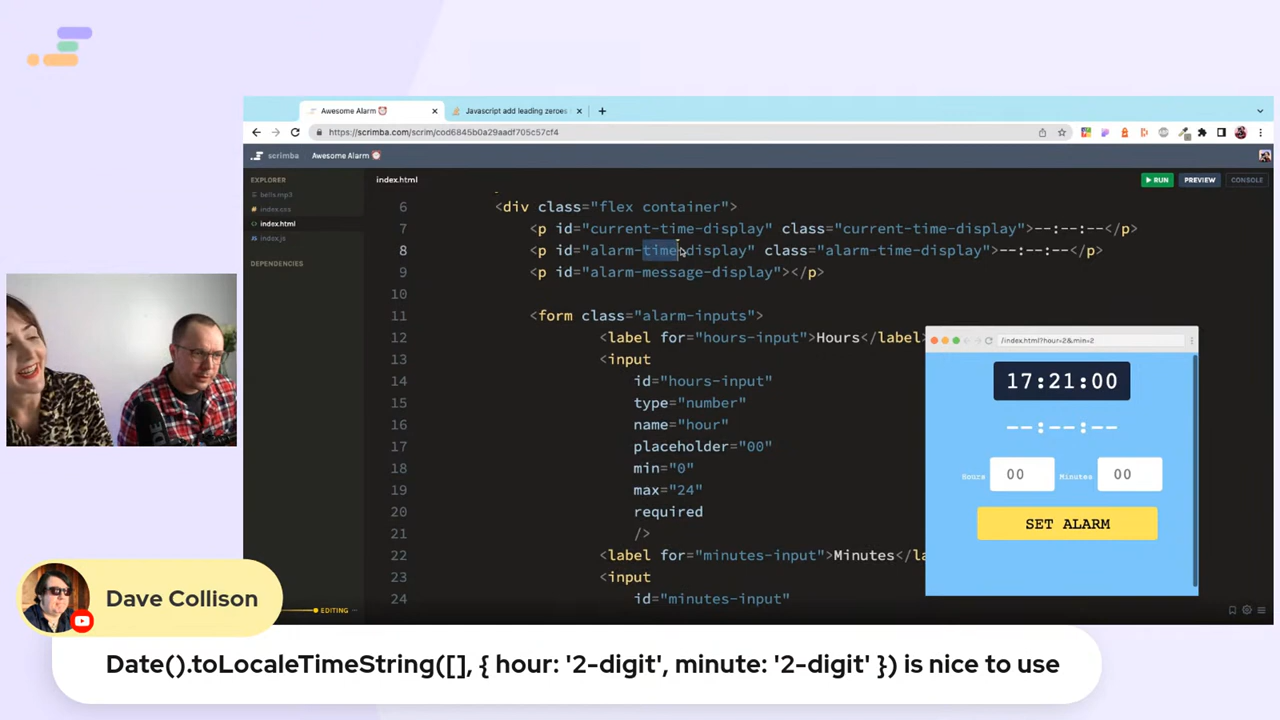 Awesome Alarm ⏰
Javascript add leading zeroes
https://scrimba.com/scrim/cod6845b0a29aadf705c57cf4
scrimba
Awesome Alarm ⏰
EXPLORER
bells.mp3
index.css
index.html
index.js
DEPENDENCIES
index.html
RUN
PREVIEW
CONSOLE
6 <div class="flex container">
7 <p id="current-time-display" class="current-time-display">--:--:--</p>
8 <p id="alarm-time-display" class="alarm-time-display">--:--:--</p>
9 <p id="alarm-message-display"></p>
10
11 <form class="alarm-inputs">
12 <label for="hours-input">Hours</label
13 <input
14 id="hours-input"
15 type="number"
16 name="hour"
17 placeholder="00"
18 min="0"
19 max="24"
20 required
21 />
22 <label for="minutes-input">Minutes</la
23 <input
24 id="minutes-input"
/index.html?hour=2&min=2
17:21:00
--:--:--
Hours 00 Minutes 00
SET ALARM
EDITING
Dave Collison
Date().toLocaleTimeString([], { hour: '2-digit', minute: '2-digit' }) is nice to use